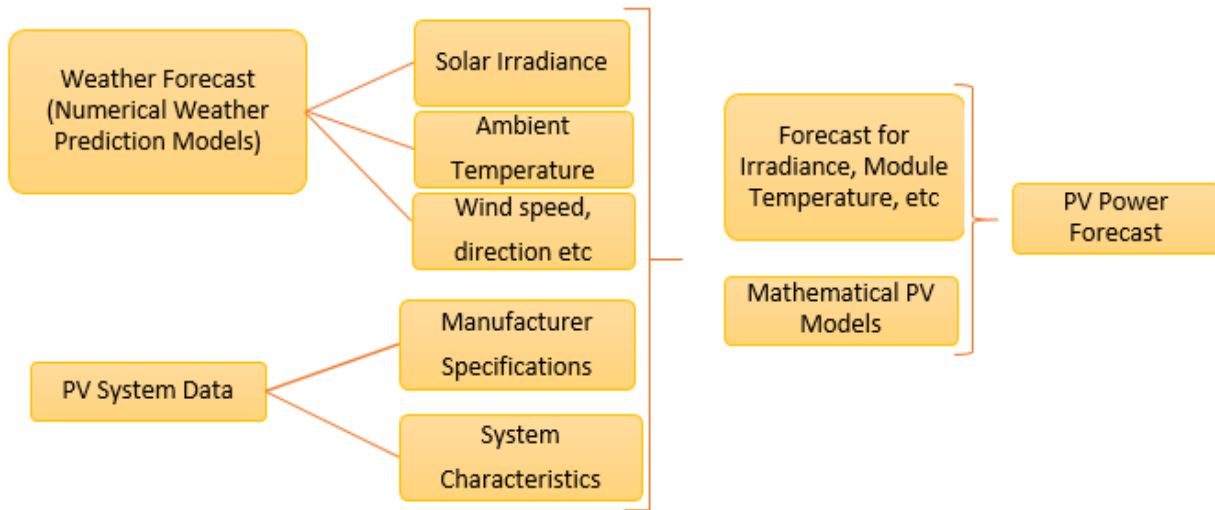 Weather Forecast
(Numerical Weather
Prediction Models)
Solar Irradiance
Ambient
Temperature
Wind speed,
direction etc
PV System Data
Manufacturer
Specifications
System
Characteristics
Forecast for
Irradiance, Module
Temperature, etc
Mathematical PV
Models
PV Power
Forecast